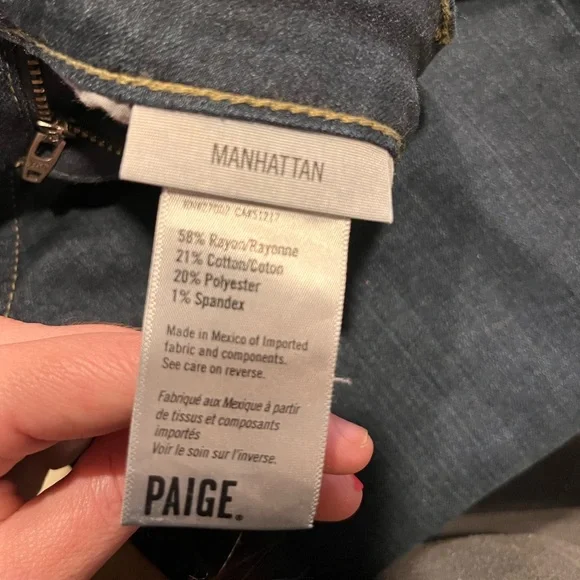 MANHATTAN
CA#51217
58% Rayon/Rayonne
21% Cotton/Coton
20% Polyester
1% Spandex
Made in Mexico of Imported
fabric and components.
See care on reverse.
Fabriqué aux Mexique à partir
de tissus et composants
importés
Voir le soin sur l'inverse.
PAIGE.